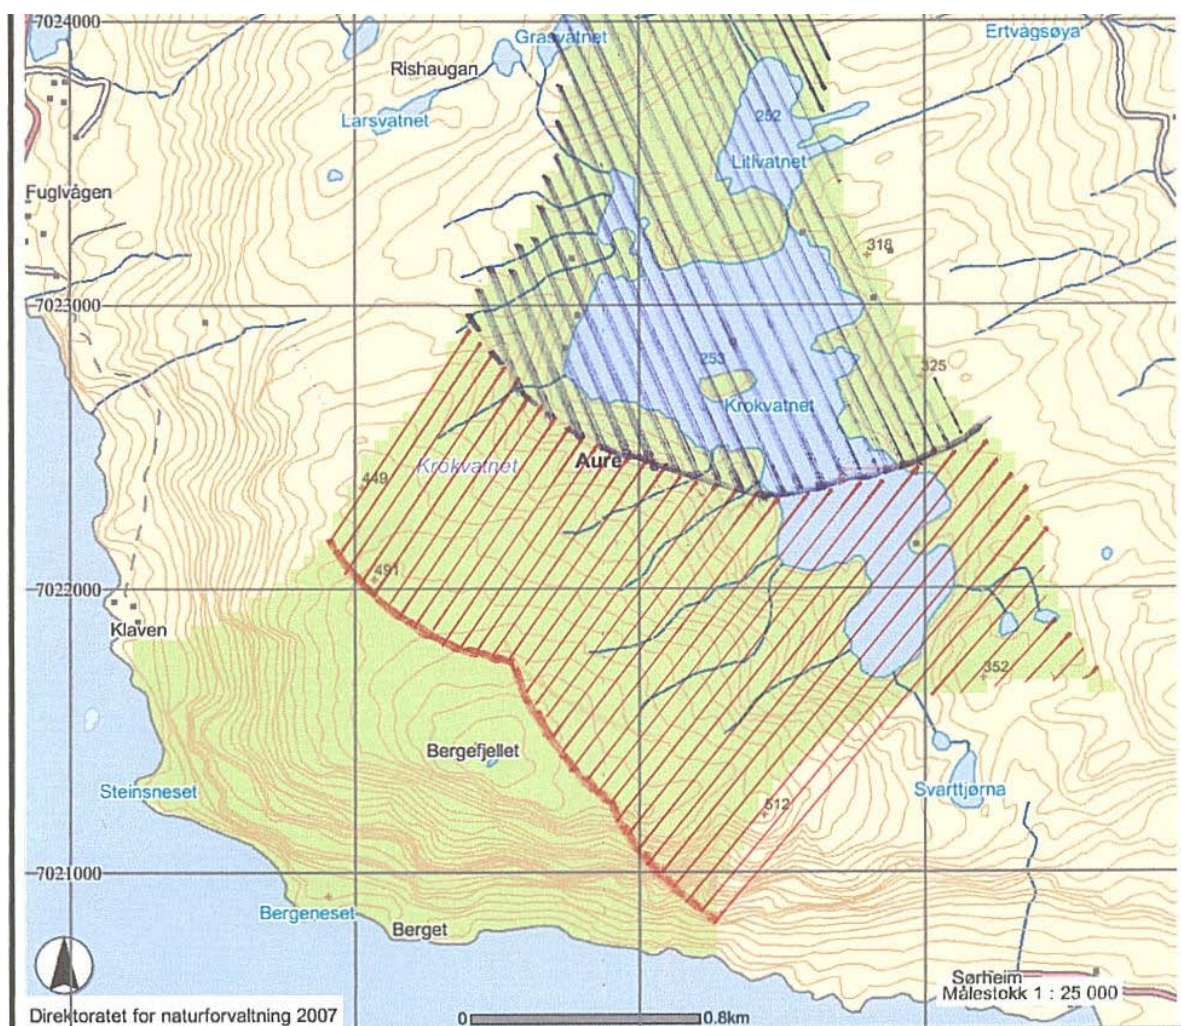 7024000
Grasvatnet
Ertvågsøya
Rishaugan
252
Larsvatnet
Litlvatnet
Fuglvågen
318
7023000
253
325
Krokvatnet
Aure
Krokvatnet
449
491
7022000
Klaven
352
Bergefjellet
Steinsneset
Svarttjørna
512
7021000
Bergeneset
Berget
Sørheim
Målestokk 1 : 25 000
Direktoratet for naturforvaltning 2007
0
0.8km